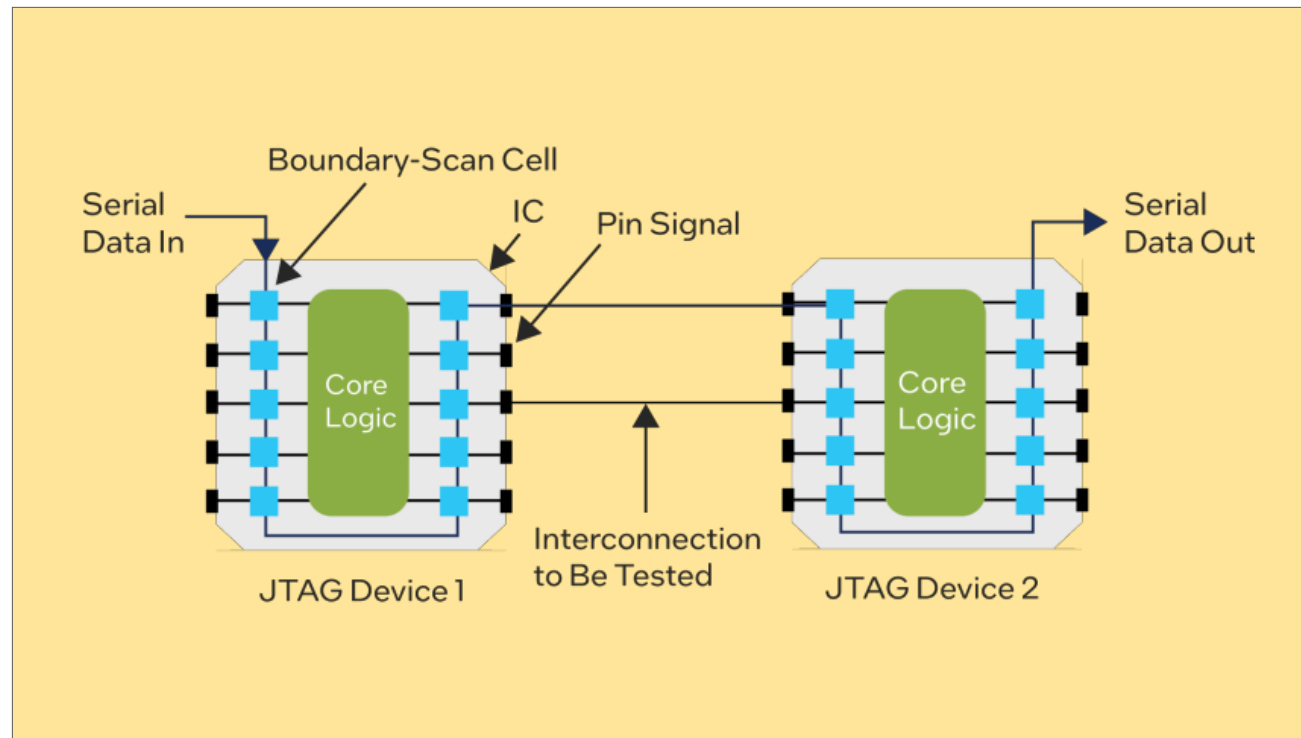 Boundary-Scan Cell
Serial
Data In
IC
Pin Signal
Serial
Data Out
Core
Logic
Core
Logic
Interconnection
to Be Tested
JTAG Device 1
JTAG Device 2